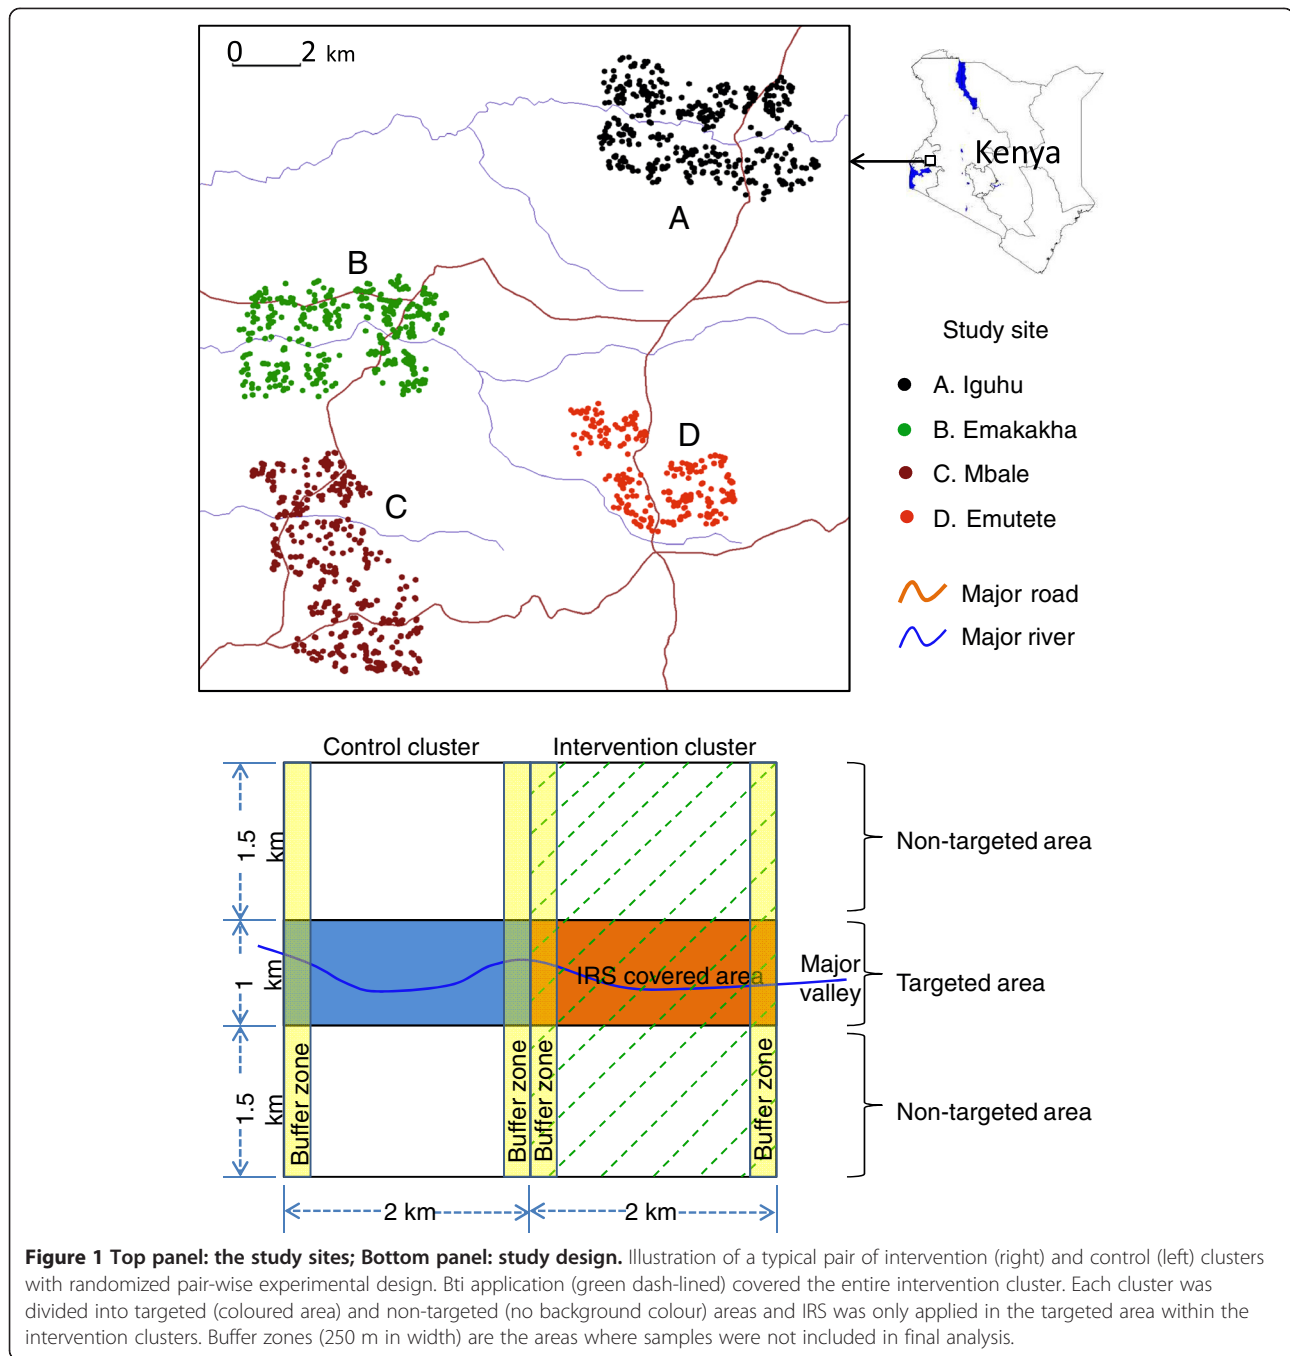 0 2 km
Kenya
A
B
C
D
Study site
A. Iguhu
B. Emakakha
C. Mbale
D. Emutete
Major road
Major river
Control cluster
Intervention cluster
1.5
km
1
km
1.5
km
Non-targeted area
IRS covered area
Major
valley
Targeted area
Non-targeted area
Buffer zone
Buffer zone
Buffer zone
Buffer zone
2 km
2 km
Figure 1 Top panel: the study sites; Bottom panel: study design. Illustration of a typical pair of intervention (right) and control (left) clusters
with randomized pair-wise experimental design. Bti application (green dash-lined) covered the entire intervention cluster. Each cluster was
divided into targeted (coloured area) and non-targeted (no background colour) areas and IRS was only applied in the targeted area within the
intervention clusters. Buffer zones (250 m in width) are the areas where samples were not included in final analysis.